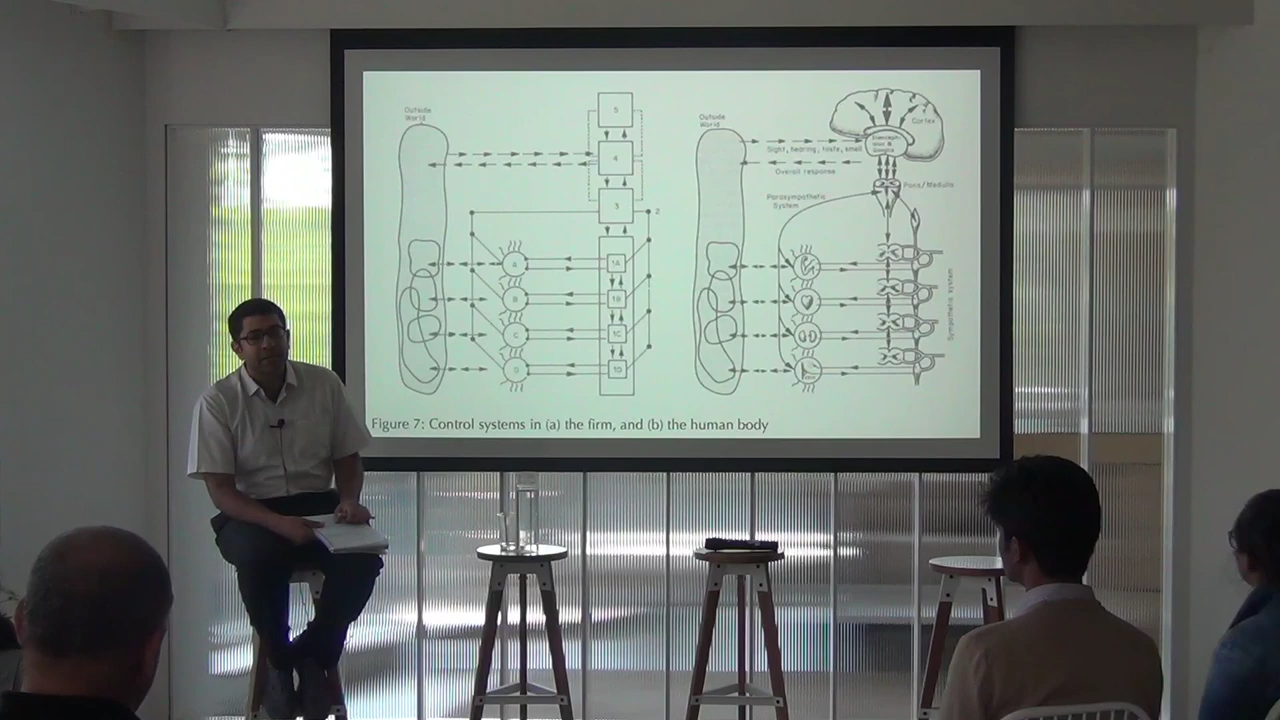 Outside
World
5
4
3
2
A
1A
B
1B
C
1C
D
1D
Outside
World
Cortex
Sight, hearing, taste, smell
Overall response
Pons/Medulla
Parasympathetic
System
Sympathetic system
Figure 7: Control systems in (a) the firm, and (b) the human body